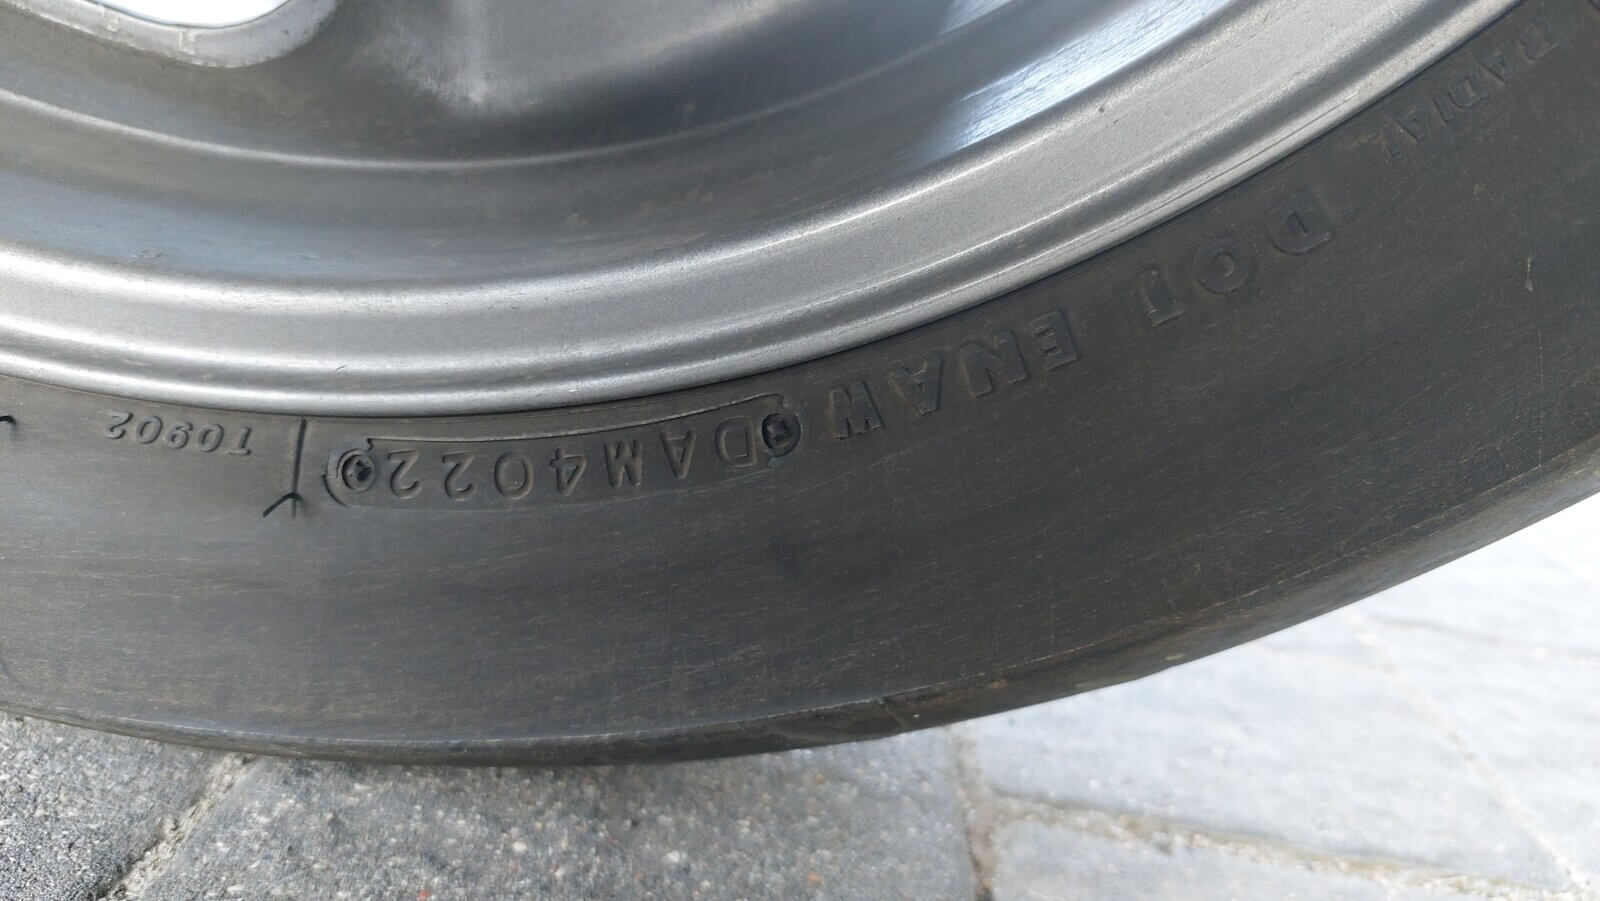 RADIAL
DOT ENAW DAM4022
T0902